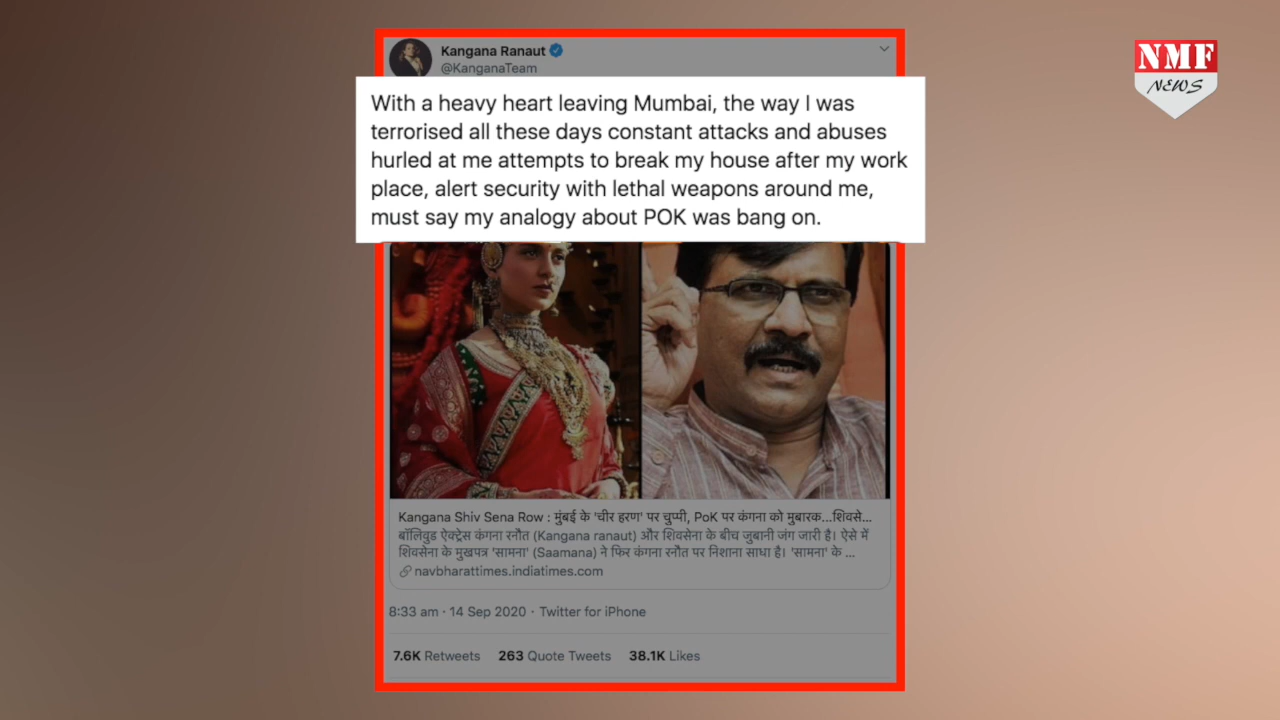 Kangana Ranaut
@KanganaTeam
With a heavy heart leaving Mumbai, the way I was
terrorised all these days constant attacks and abuses
hurled at me attempts to break my house after my work
place, alert security with lethal weapons around me,
must say my analogy about POK was bang on.
Kangana Shiv Sena Row : मुंबई के 'चीर हरण' पर चुप्पी, PoK पर कंगना को मुबारक...शिवसे...
बॉलिवुड ऐक्ट्रेस कंगना रनौत (Kangana ranaut) और शिवसेना के बीच जुबानी जंग जारी है। ऐसे में
शिवसेना के मुखपत्र 'सामना' (Saamana) ने फिर कंगना रनौत पर निशाना साधा है। 'सामना' के ...
navbharattimes.indiatimes.com
8:33 am · 14 Sep 2020 · Twitter for iPhone
7.6K Retweets 263 Quote Tweets 38.1K Likes
NMF
NEWS